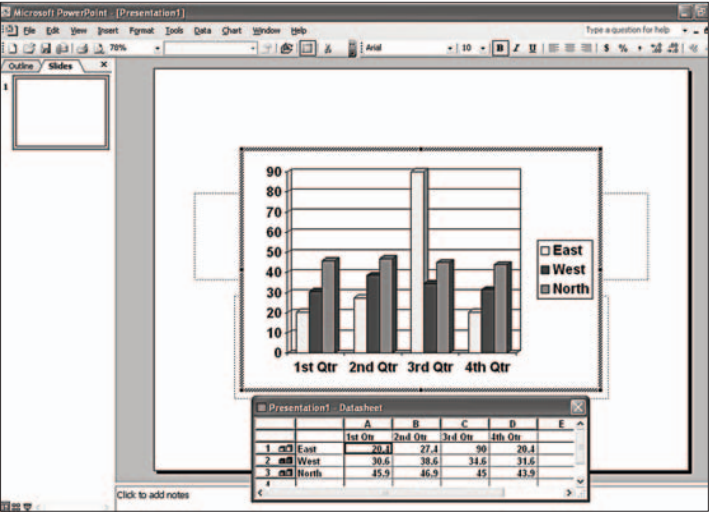 Microsoft PowerPoint - [Presentation1]
File Edit View Insert Format Tools Data Chart Window Help Type a question for help
78% Arial 10 B I U $ % ,
Outline Slides
1
90
80
70
60
50
40
30
20
10
0
1st Qtr 2nd Qtr 3rd Qtr 4th Qtr
East
West
North
Presentation1 - Datasheet
A B C D E
1st Qtr 2nd Qtr 3rd Qtr 4th Qtr
1 East 20.4 27.4 90 20.4
2 West 30.6 38.6 34.6 31.6
3 North 45.9 46.9 45 43.9
4
Click to add notes